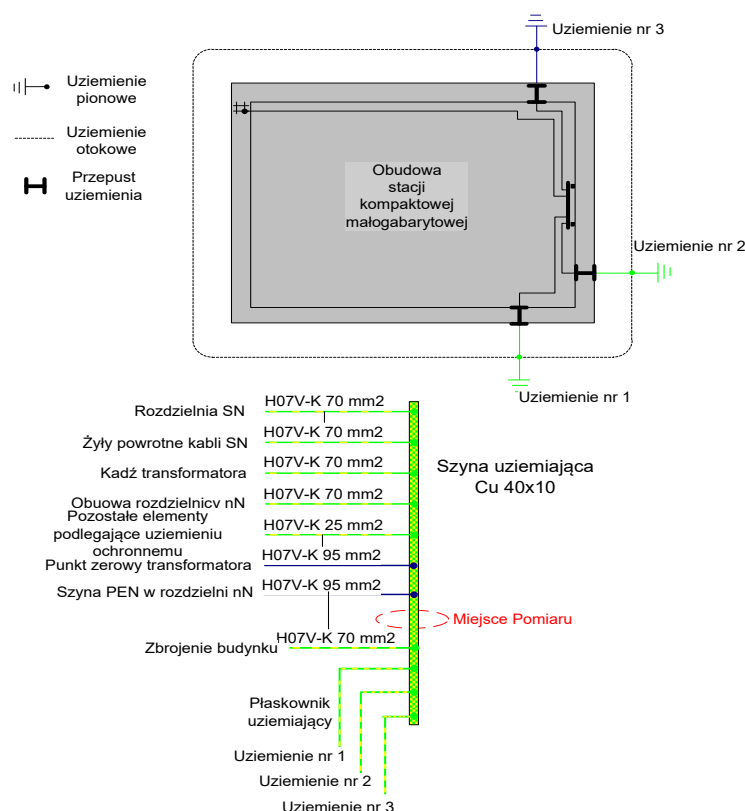 Uziemienie nr 3
Uziemienie
pionowe
Uziemienie
otokowe
Przepust
uziemienia
Obudowa
stacji
kompaktowej
małogabarytowej
Uziemienie nr 2
Uziemienie nr 1
Rozdzielnia SN
H07V-K 70 mm2
Żyły powrotne kabli SN
H07V-K 70 mm2
Kadź transformatora
H07V-K 70 mm2
Obuowa rozdzielnicy nN
H07V-K 70 mm2
Pozostałe elementy
podlegające uziemieniu
ochronnemu
H07V-K 25 mm2
Punkt zerowy transformatora
H07V-K 95 mm2
Szyna PEN w rozdzielni nN
H07V-K 95 mm2
Zbrojenie budynku
H07V-K 70 mm2
Szyna uziemiająca
Cu 40x10
Miejsce Pomiaru
Płaskownik
uziemiający
Uziemienie nr 1
Uziemienie nr 2
Uziemienie nr 3